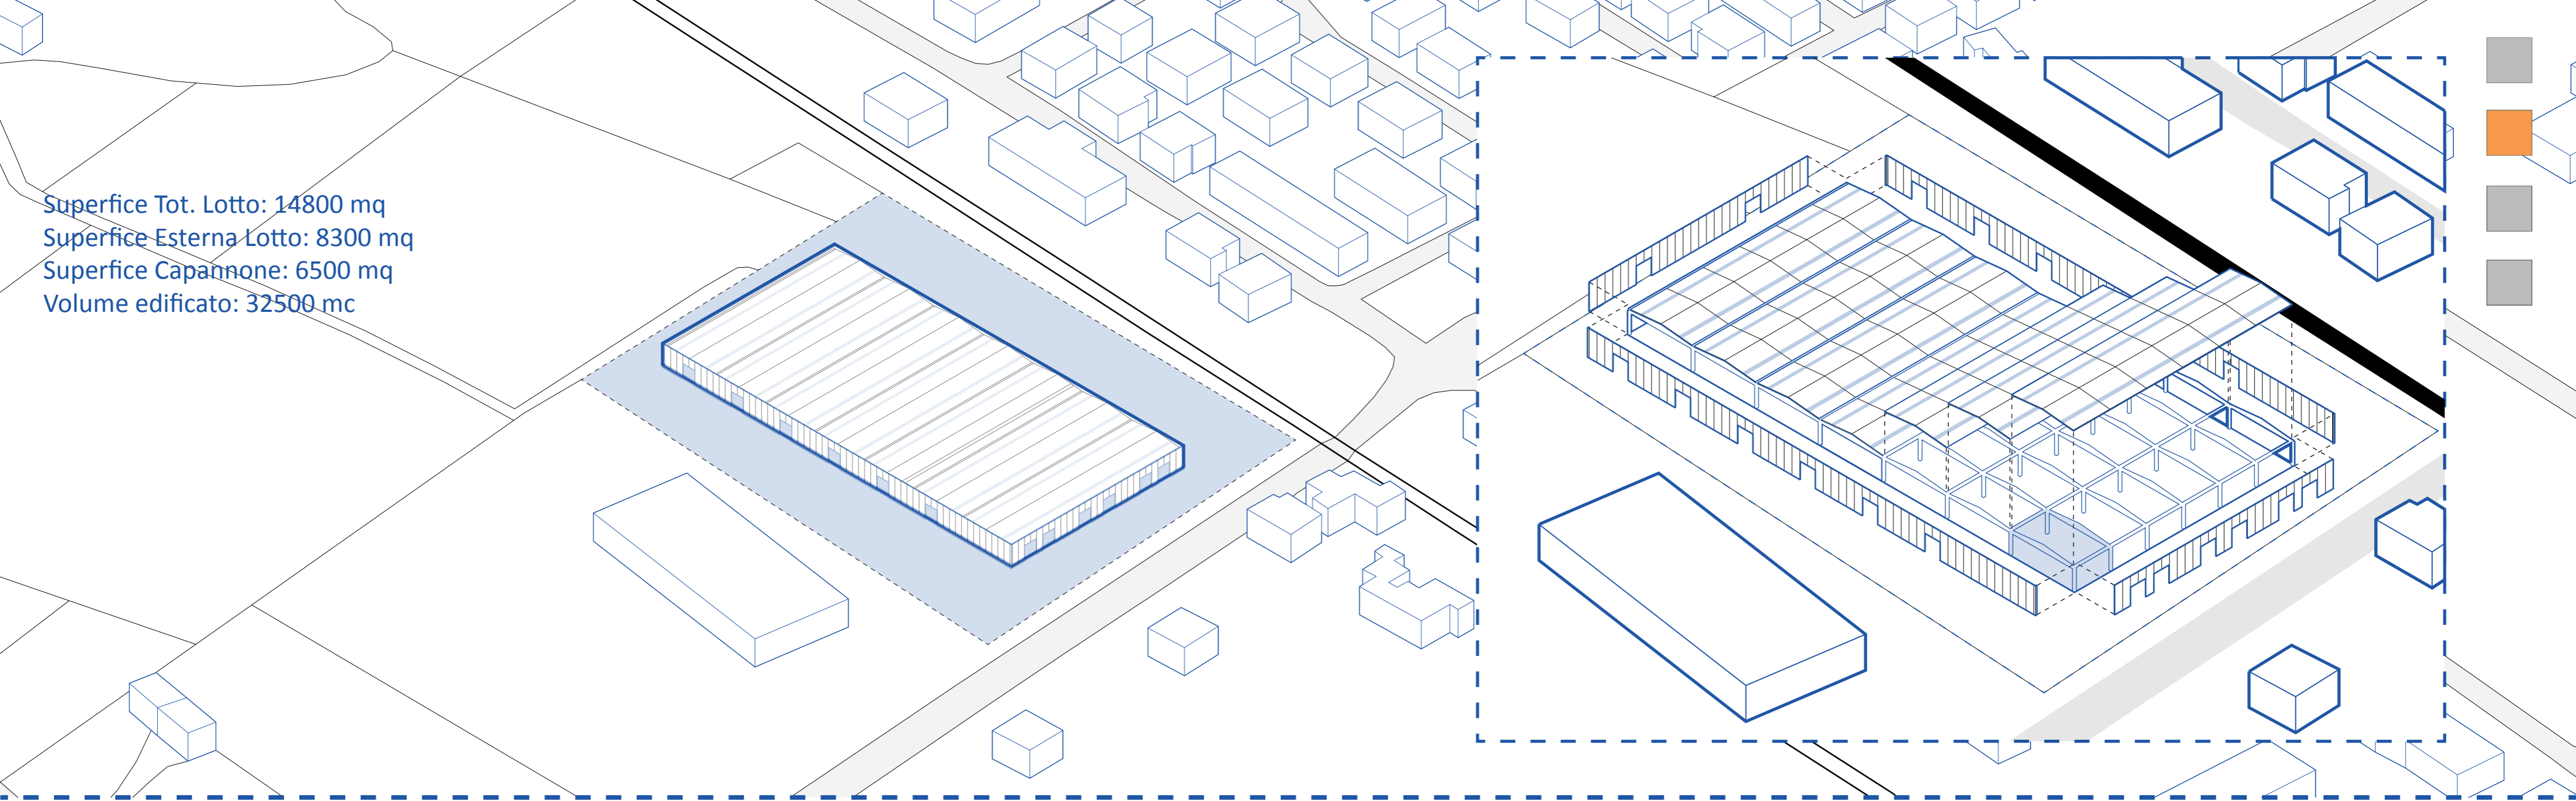 Superfice Tot. Lotto: 14800 mq
Superfice Esterna Lotto: 8300 mq
Superfice Capannone: 6500 mq
Volume edificato: 32500 mc